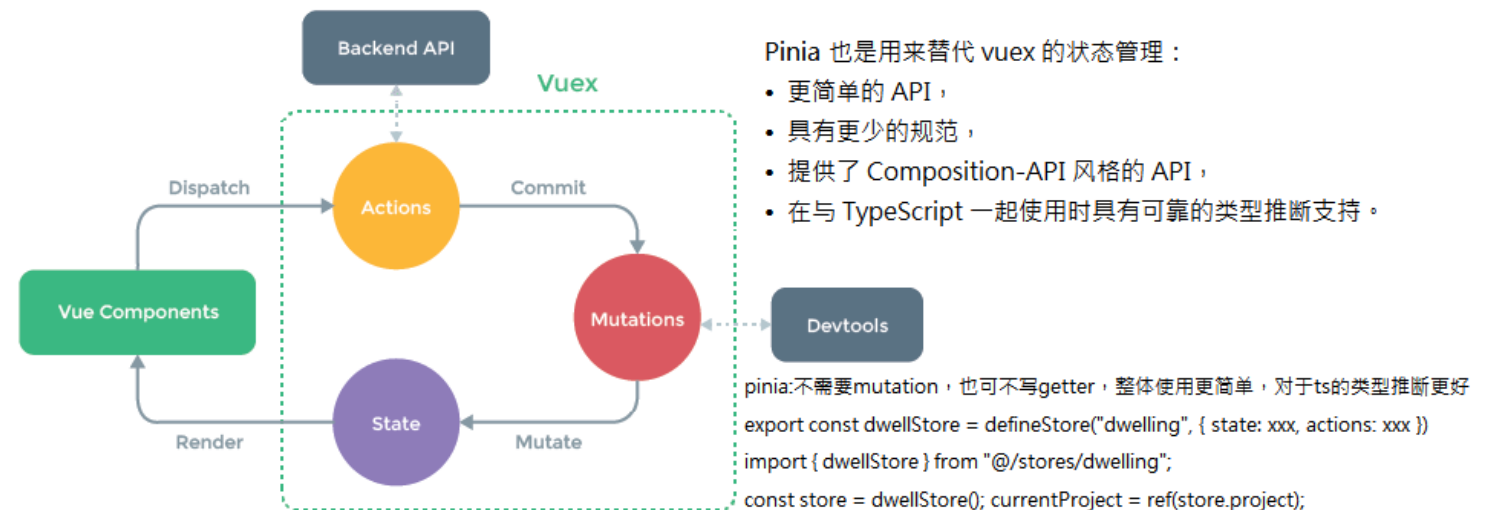 Backend API
Vuex
Dispatch
Actions
Commit
Vue Components
Mutations
Devtools
State
Render
Mutate
Pinia 也是用来替代 vuex 的状态管理：
• 更简单的 API，
• 具有更少的规范，
• 提供了 Composition-API 风格的 API，
• 在与 TypeScript 一起使用时具有可靠的类型推断支持。
pinia:不需要mutation，也可不写getter，整体使用更简单，对于ts的类型推断更好
export const dwellStore = defineStore("dwelling", { state: xxx, actions: xxx })
import { dwellStore } from "@/stores/dwelling";
const store = dwellStore(); currentProject = ref(store.project);